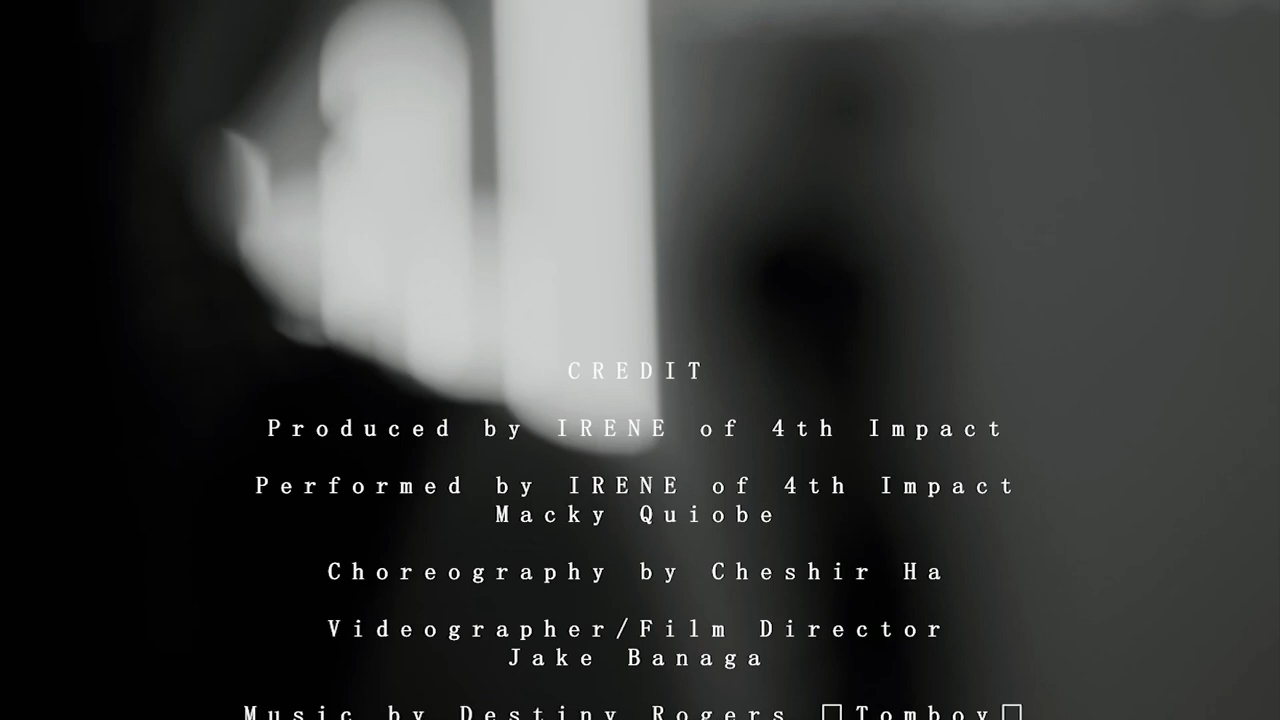 CREDIT
Produced by IRENE of 4th Impact
Performed by IRENE of 4th Impact
Macky Quiobe
Choreography by Cheshir Ha
Videographer/Film Director
Jake Banaga
Music by Destiny Rogers □Tomboy□